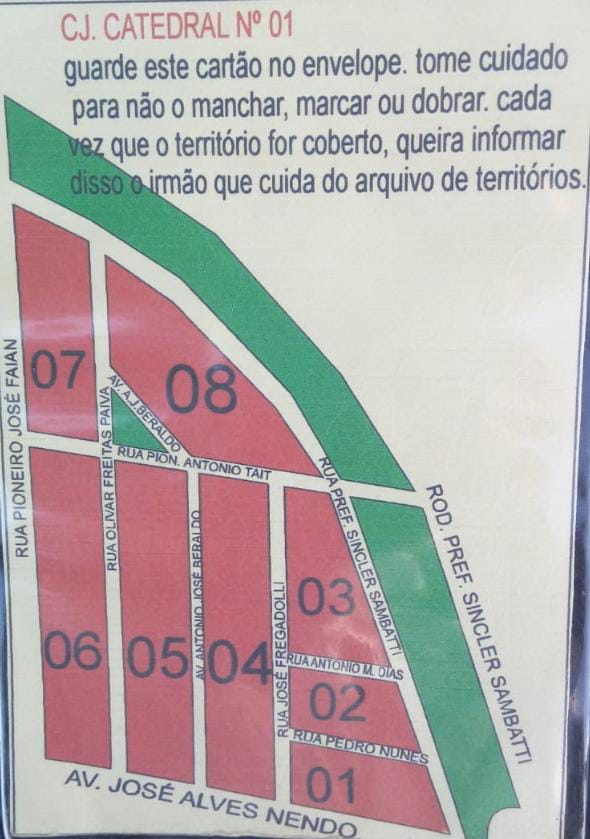 CJ. CATEDRAL Nº 01
guarde este cartão no envelope. tome cuidado
para não o manchar, marcar ou dobrar. cada
vez que o território for coberto, queira informar
disso o irmão que cuida do arquivo de territórios.
07
08
RUA PIONEIRO JOSÉ FAIAN
AV. A.J.BERALDO
RUA OLIVAR FREITAS PAIVA
RUA PION. ANTONIO TAIT
RUA PREF. SINCLER SAMBATTI
ROD. PREF. SINCLER SAMBATTI
AV. ANTONIO JOSÉ BERALDO
RUA JOSÉ FREGADOLLI
03
06
05
04
RUA ANTONIO M. DIAS
02
RUA PEDRO NUNES
01
AV. JOSÉ ALVES NENDO